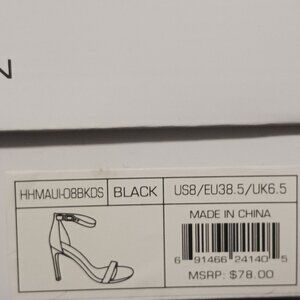 N
HHMAUI-08BKDS BLACK US8/EU38.5/UK6.5
MADE IN CHINA
6 91466 24140 5
MSRP: $78.00